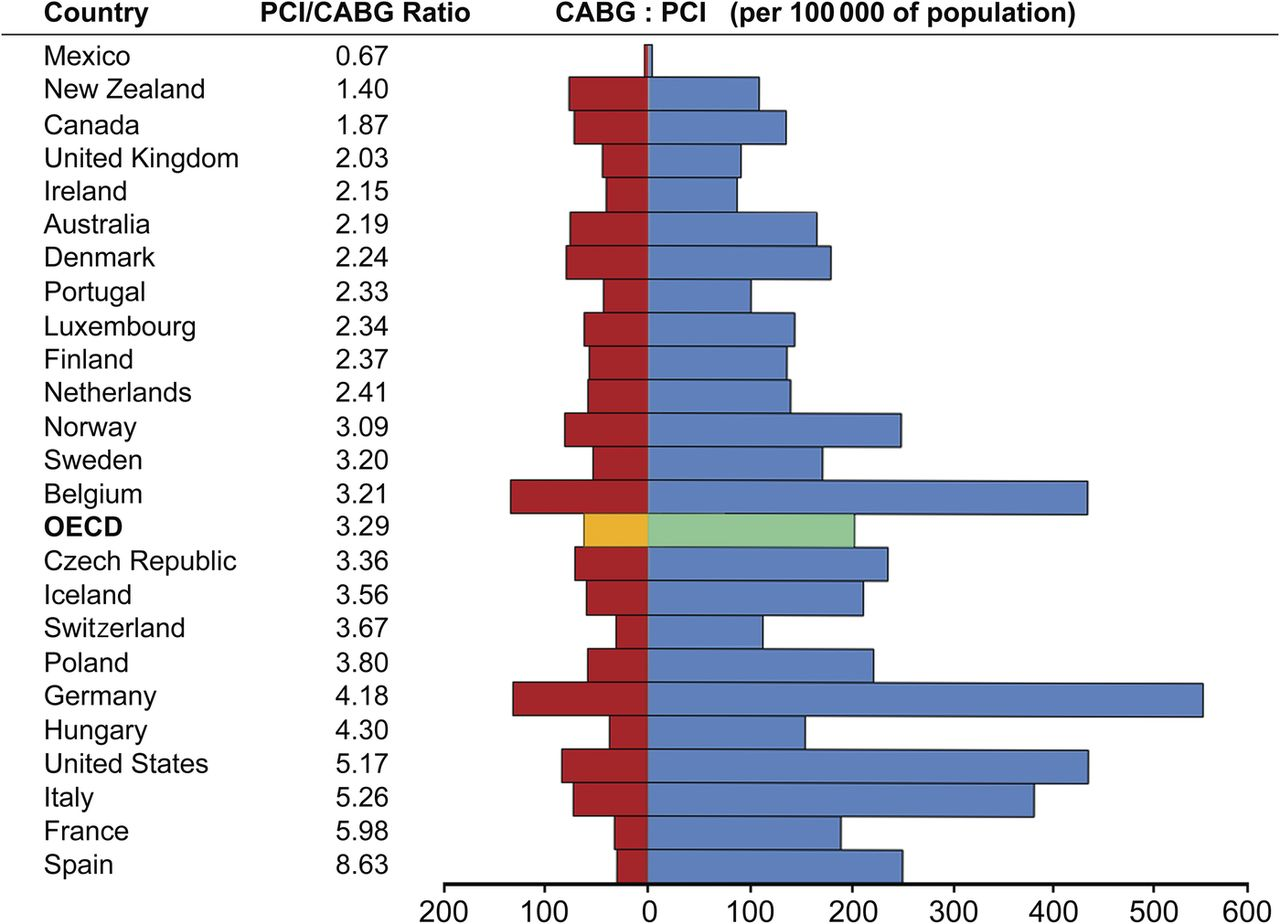 Country PCI/CABG Ratio CABG : PCI (per 100 000 of population)
Mexico 0.67
New Zealand 1.40
Canada 1.87
United Kingdom 2.03
Ireland 2.15
Australia 2.19
Denmark 2.24
Portugal 2.33
Luxembourg 2.34
Finland 2.37
Netherlands 2.41
Norway 3.09
Sweden 3.20
Belgium 3.21
OECD 3.29
Czech Republic 3.36
Iceland 3.56
Switzerland 3.67
Poland 3.80
Germany 4.18
Hungary 4.30
United States 5.17
Italy 5.26
France 5.98
Spain 8.63
200 100 0 100 200 300 400 500 600